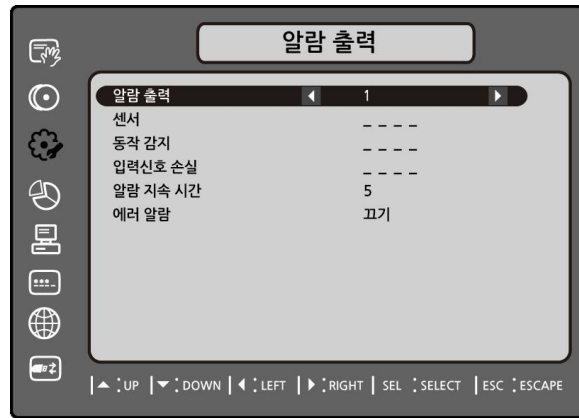 알람 출력
알람 출력 1
센서 _ _ _ _
동작 감지 _ _ _ _
입력신호 손실 _ _ _ _
알람 지속 시간 5
에러 알람 끄기
▲ : UP ▼ : DOWN ◀ : LEFT ▶ : RIGHT SEL : SELECT ESC : ESCAPE